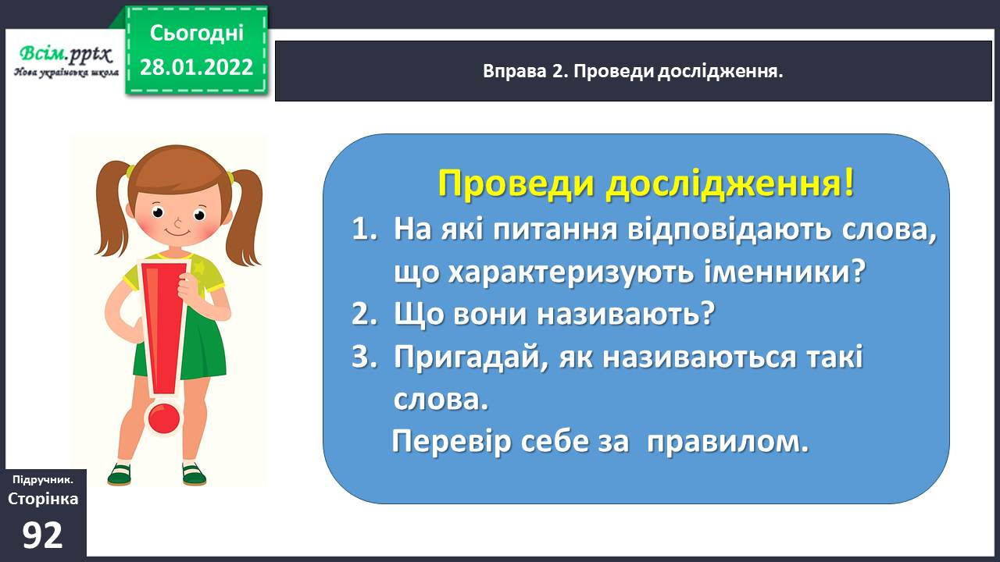 Всім.pptx
Нова українська школа
Сьогодні
28.01.2022
Вправа 2. Проведи дослідження.
Проведи дослідження!
1. На які питання відповідають слова,
що характеризують іменники?
2. Що вони називають?
3. Пригадай, як називаються такі
слова.
Перевір себе за правилом.
Підручник.
Сторінка
92